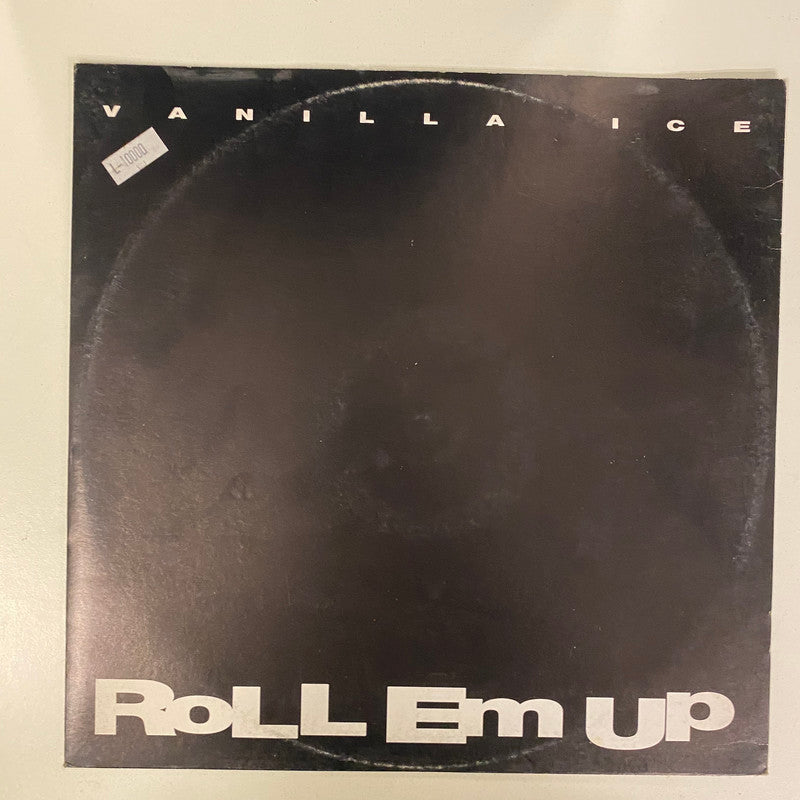 VANILLA ICE
L-10000
RoLL Em UP